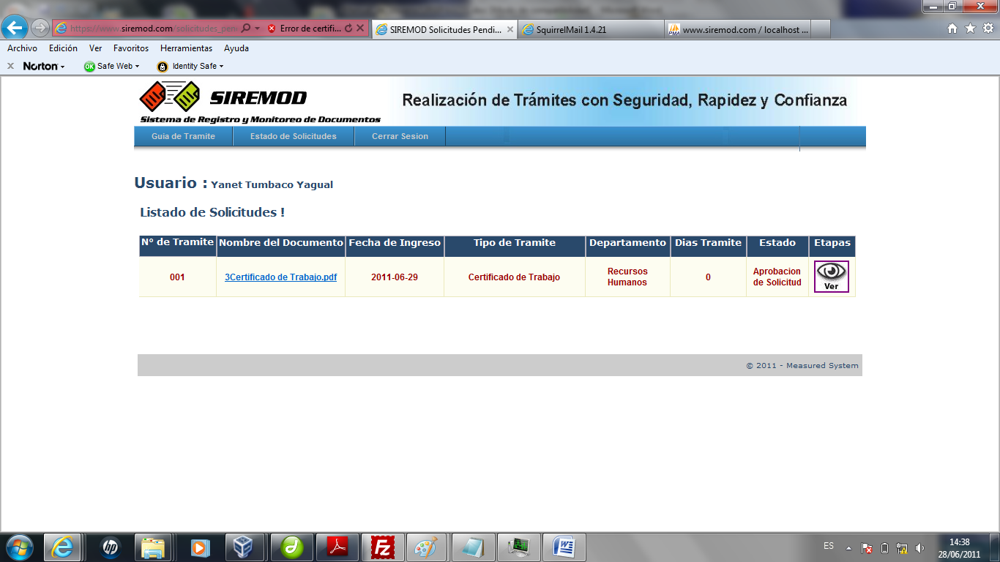 https://www.siremod.com/solicitudes_pen
Error de certifi...
SIREMOD Solicitudes Pendi...
SquirrelMail 1.4.21
PMA
www.siremod.com / localhost ...
Archivo Edición Ver Favoritos Herramientas Ayuda
x Norton OK Safe Web Identity Safe
SIREMOD
Sistema de Registro y Monitoreo de Documentos
Realización de Trámites con Seguridad, Rapidez y Confianza
Guia de Tramite Estado de Solicitudes Cerrar Sesion
Usuario : Yanet Tumbaco Yagual
Listado de Solicitudes !
Nº de Tramite Nombre del Documento Fecha de Ingreso Tipo de Tramite Departamento Dias Tramite Estado Etapas
001 3Certificado de Trabajo.pdf 2011-06-29 Certificado de Trabajo Recursos Humanos 0 Aprobacion de Solicitud Ver
© 2011 - Measured System
hp
Fz
W
ES
14:38
28/06/2011